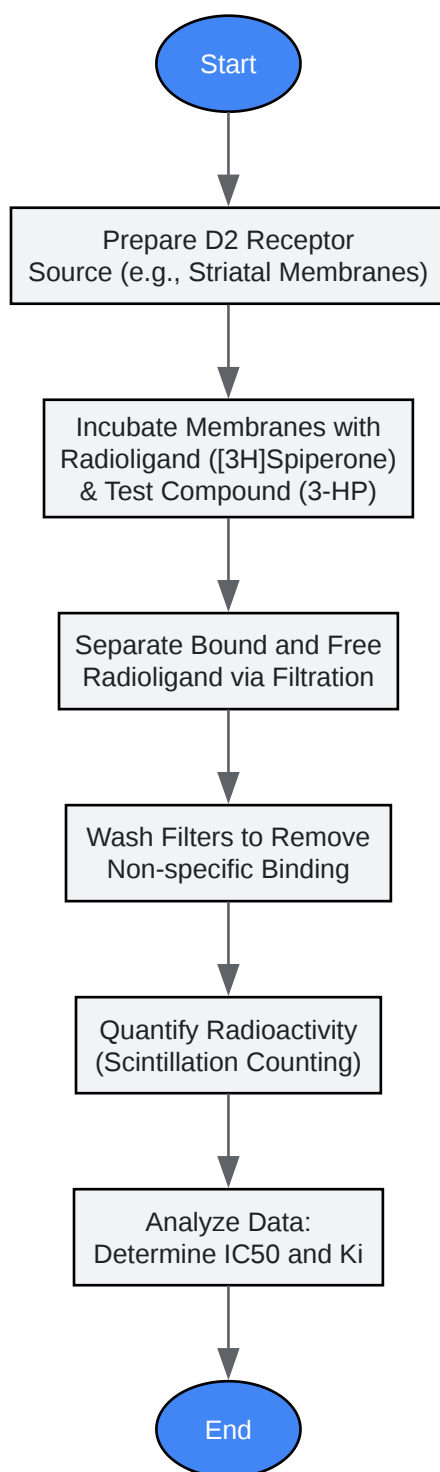 Start
Prepare D2 Receptor
Source (e.g., Striatal Membranes)
Incubate Membranes with
Radioligand ([3H]Spiperone)
& Test Compound (3-HP)
Separate Bound and Free
Radioligand via Filtration
Wash Filters to Remove
Non-specific Binding
Quantify Radioactivity
(Scintillation Counting)
Analyze Data:
Determine IC50 and Ki
End